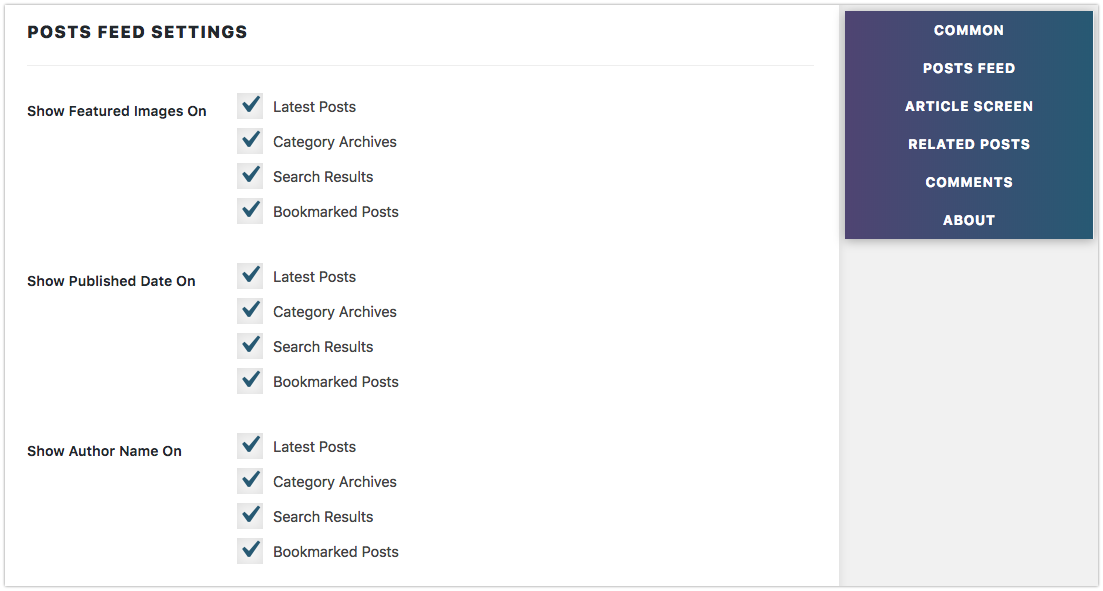 POSTS FEED SETTINGS
Show Featured Images On
Latest Posts
Category Archives
Search Results
Bookmarked Posts
Show Published Date On
Latest Posts
Category Archives
Search Results
Bookmarked Posts
Show Author Name On
Latest Posts
Category Archives
Search Results
Bookmarked Posts
COMMON
POSTS FEED
ARTICLE SCREEN
RELATED POSTS
COMMENTS
ABOUT